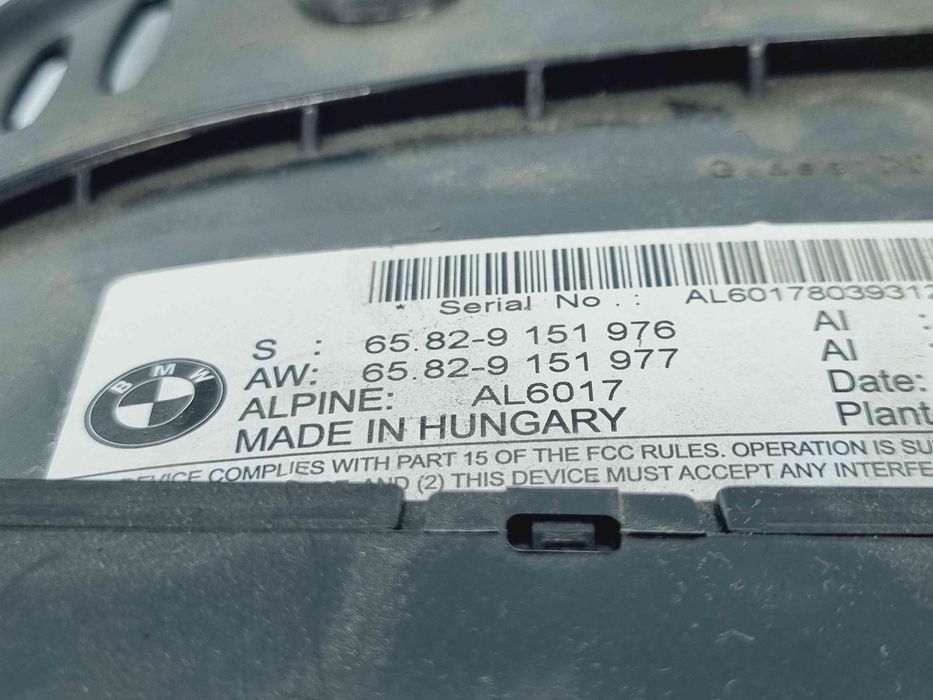 * Serial No.: AL6017803931
S : 65.82-9 151 976 AI :
AW: 65.82-9 151 977 AI :
ALPINE: AL6017 Date:
MADE IN HUNGARY Plant
BMW
DEVICE COMPLIES WITH PART 15 OF THE FCC RULES. OPERATION IS SU
AND (2) THIS DEVICE MUST ACCEPT ANY INTERFE